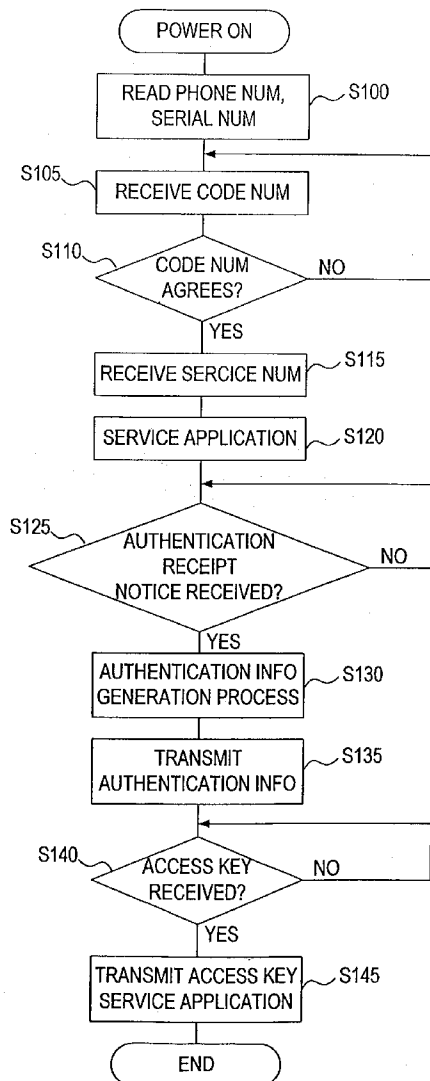 POWER ON
READ PHONE NUM,
SERIAL NUM
S100
S105
RECEIVE CODE NUM
S110
CODE NUM
AGREES?
NO
YES
RECEIVE SERCICE NUM
S115
SERVICE APPLICATION
S120
S125
AUTHENTICATION
RECEIPT
NOTICE RECEIVED?
NO
YES
AUTHENTICATION INFO
GENERATION PROCESS
S130
TRANSMIT
AUTHENTICATION INFO
S135
S140
ACCESS KEY
RECEIVED?
NO
YES
TRANSMIT ACCESS KEY
SERVICE APPLICATION
S145
END